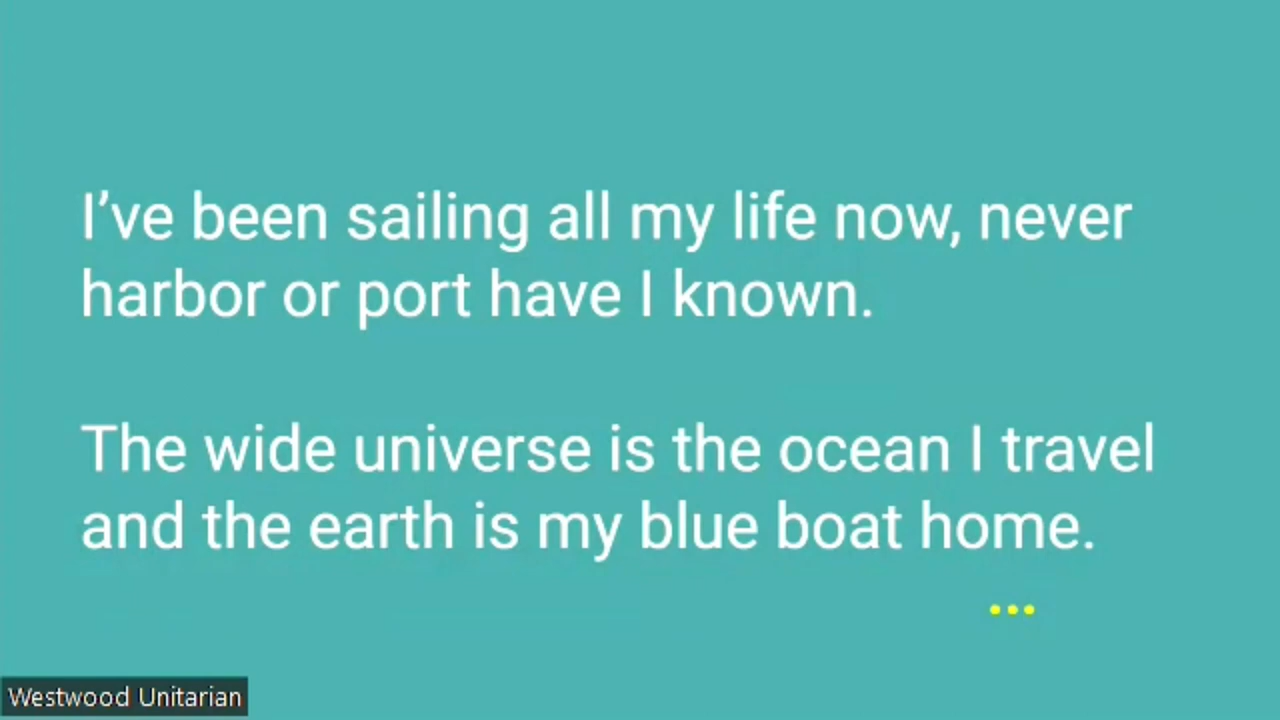 I’ve been sailing all my life now, never
harbor or port have I known.
The wide universe is the ocean I travel
and the earth is my blue boat home.
...
Westwood Unitarian